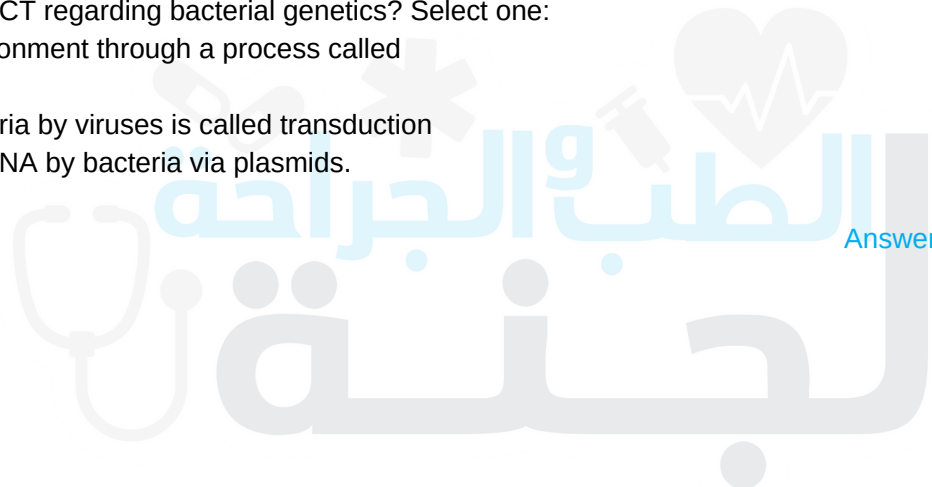 CT regarding bacterial genetics? Select one:
onment through a process called
ria by viruses is called transduction
NA by bacteria via plasmids.
الطب والجراحة
Answer
لجنة